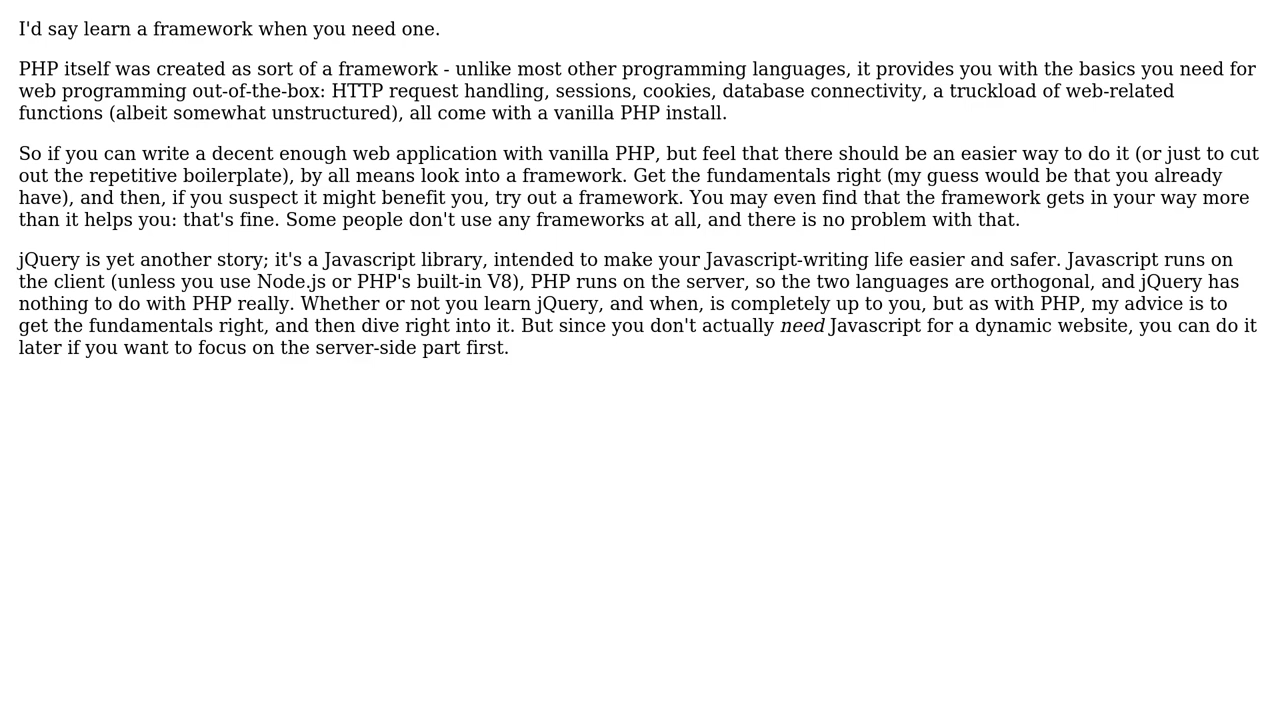 I'd say learn a framework when you need one.
PHP itself was created as sort of a framework - unlike most other programming languages, it provides you with the basics you need for
web programming out-of-the-box: HTTP request handling, sessions, cookies, database connectivity, a truckload of web-related
functions (albeit somewhat unstructured), all come with a vanilla PHP install.
So if you can write a decent enough web application with vanilla PHP, but feel that there should be an easier way to do it (or just to cut
out the repetitive boilerplate), by all means look into a framework. Get the fundamentals right (my guess would be that you already
have), and then, if you suspect it might benefit you, try out a framework. You may even find that the framework gets in your way more
than it helps you: that's fine. Some people don't use any frameworks at all, and there is no problem with that.
jQuery is yet another story; it's a Javascript library, intended to make your Javascript-writing life easier and safer. Javascript runs on
the client (unless you use Node.js or PHP's built-in V8), PHP runs on the server, so the two languages are orthogonal, and jQuery has
nothing to do with PHP really. Whether or not you learn jQuery, and when, is completely up to you, but as with PHP, my advice is to
get the fundamentals right, and then dive right into it. But since you don't actually need Javascript for a dynamic website, you can do it
later if you want to focus on the server-side part first.